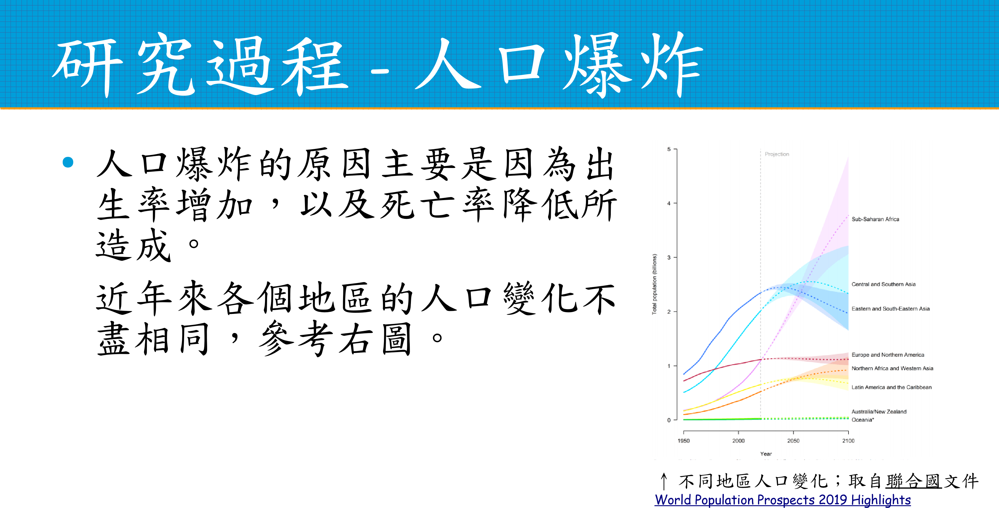 研究過程 - 人口爆炸
人口爆炸的原因主要是因為出
生率增加，以及死亡率降低所
造成。
近年來各個地區的人口變化不
盡相同，參考右圖。
5
4
3
2
1
0
Total population (billions)
Projection
Sub-Saharan Africa
Central and Southern Asia
Eastern and South-Eastern Asia
Europe and Northern America
Northern Africa and Western Asia
Latin America and the Caribbean
Australia/New Zealand
Oceania*
1950 2000 2050 2100
Year
↑ 不同地區人口變化；取自聯合國文件
World Population Prospects 2019 Highlights